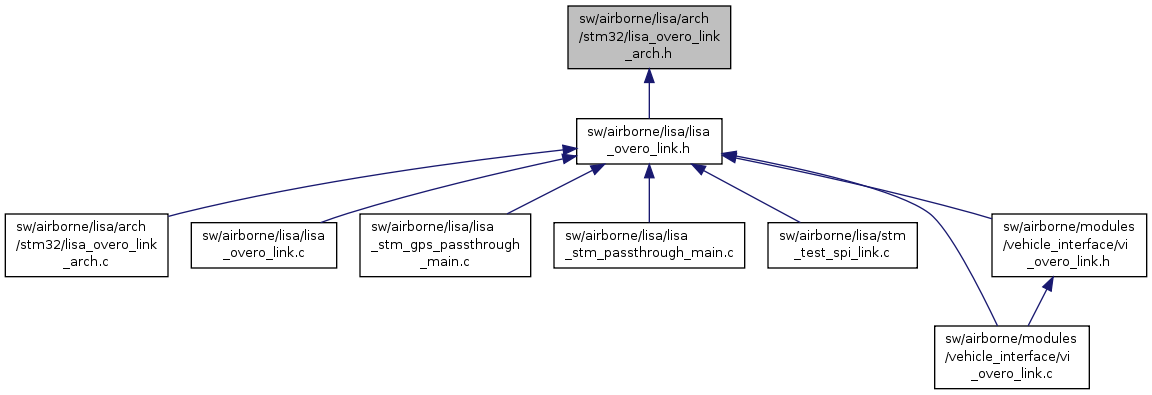 sw/airborne/lisa/arch
/stm32/lisa_overo_link
_arch.h
sw/airborne/lisa/lisa
_overo_link.h
sw/airborne/lisa/arch
/stm32/lisa_overo_link
_arch.c
sw/airborne/lisa/lisa
_overo_link.c
sw/airborne/lisa/lisa
_stm_gps_passthrough
_main.c
sw/airborne/lisa/lisa
_stm_passthrough_main.c
sw/airborne/lisa/stm
_test_spi_link.c
sw/airborne/modules
/vehicle_interface/vi
_overo_link.h
sw/airborne/modules
/vehicle_interface/vi
_overo_link.c